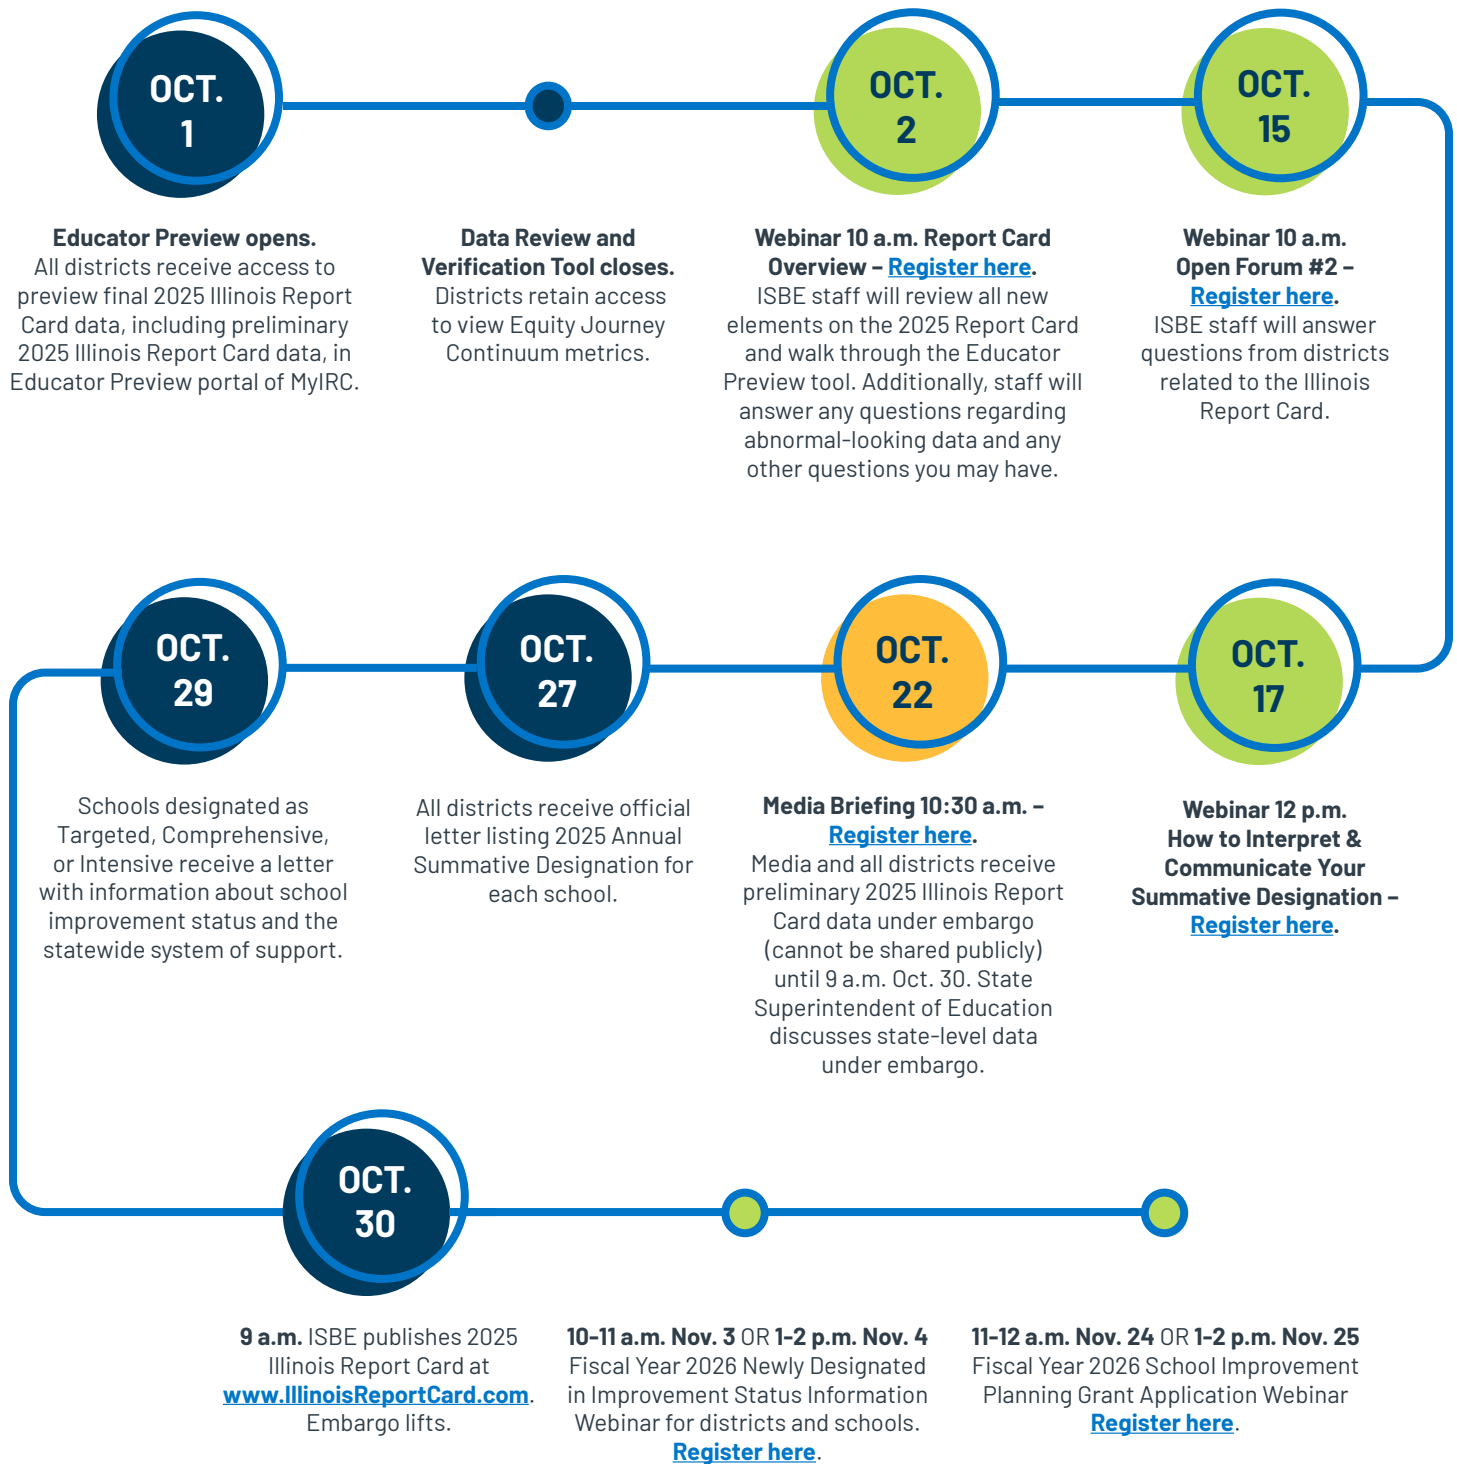 OCT.
1
Educator Preview opens.
All districts receive access to
preview final 2025 Illinois Report
Card data, including preliminary
2025 Illinois Report Card data, in
Educator Preview portal of MyIRC.
Data Review and
Verification Tool closes.
Districts retain access
to view Equity Journey
Continuum metrics.
OCT.
2
Webinar 10 a.m. Report Card
Overview – Register here.
ISBE staff will review all new
elements on the 2025 Report Card
and walk through the Educator
Preview tool. Additionally, staff will
answer any questions regarding
abnormal-looking data and any
other questions you may have.
OCT.
15
Webinar 10 a.m.
Open Forum #2 –
Register here.
ISBE staff will answer
questions from districts
related to the Illinois
Report Card.
OCT.
17
Webinar 12 p.m.
How to Interpret &
Communicate Your
Summative Designation –
Register here.
OCT.
22
Media Briefing 10:30 a.m. –
Register here.
Media and all districts receive
preliminary 2025 Illinois Report
Card data under embargo
(cannot be shared publicly)
until 9 a.m. Oct. 30. State
Superintendent of Education
discusses state-level data
under embargo.
OCT.
27
All districts receive official
letter listing 2025 Annual
Summative Designation for
each school.
OCT.
29
Schools designated as
Targeted, Comprehensive,
or Intensive receive a letter
with information about school
improvement status and the
statewide system of support.
OCT.
30
9 a.m. ISBE publishes 2025
Illinois Report Card at
www.IllinoisReportCard.com.
Embargo lifts.
10-11 a.m. Nov. 3 OR 1-2 p.m. Nov. 4
Fiscal Year 2026 Newly Designated
in Improvement Status Information
Webinar for districts and schools.
Register here.
11-12 a.m. Nov. 24 OR 1-2 p.m. Nov. 25
Fiscal Year 2026 School Improvement
Planning Grant Application Webinar
Register here.